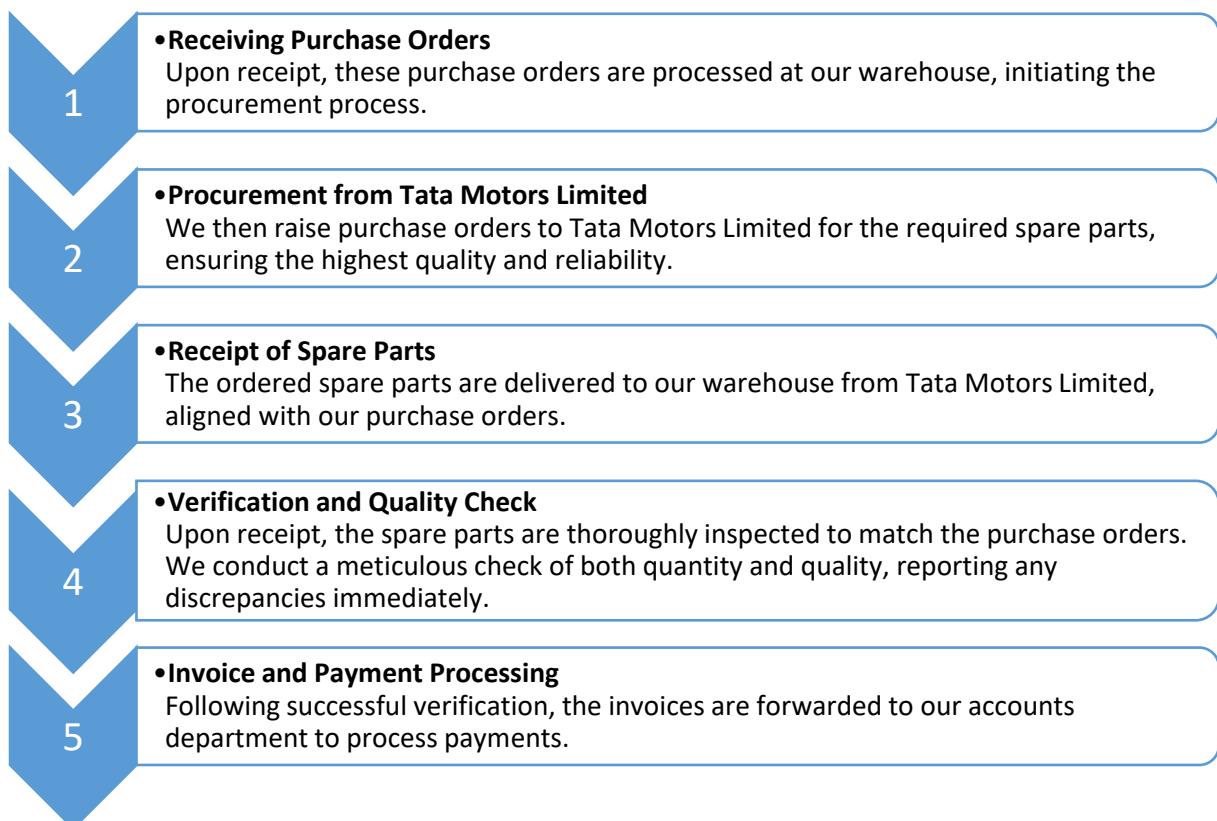 1
•Receiving Purchase Orders
Upon receipt, these purchase orders are processed at our warehouse, initiating the
procurement process.
2
•Procurement from Tata Motors Limited
We then raise purchase orders to Tata Motors Limited for the required spare parts,
ensuring the highest quality and reliability.
3
•Receipt of Spare Parts
The ordered spare parts are delivered to our warehouse from Tata Motors Limited,
aligned with our purchase orders.
4
•Verification and Quality Check
Upon receipt, the spare parts are thoroughly inspected to match the purchase orders.
We conduct a meticulous check of both quantity and quality, reporting any
discrepancies immediately.
5
•Invoice and Payment Processing
Following successful verification, the invoices are forwarded to our accounts
department to process payments.